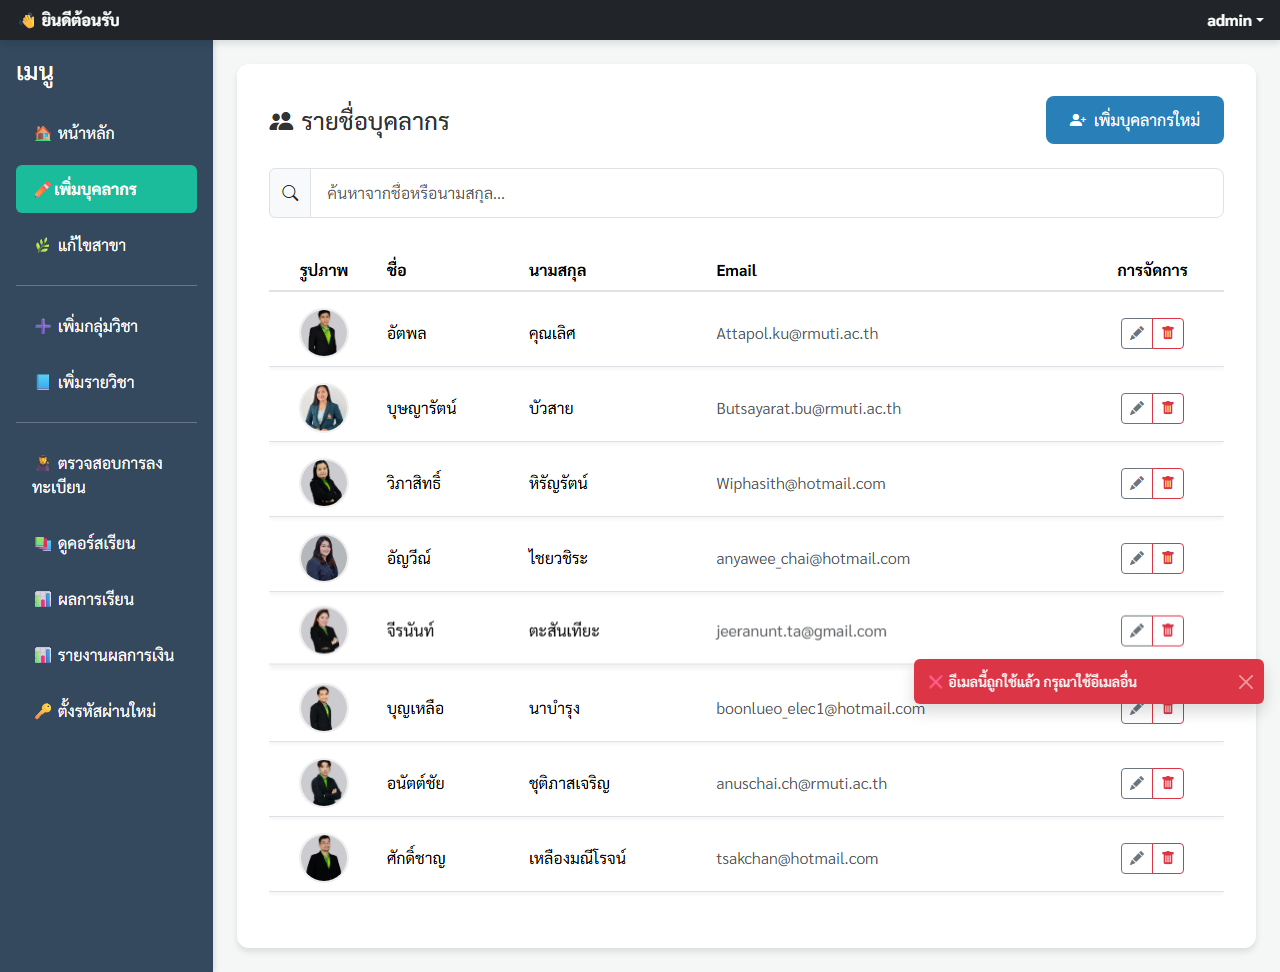 👋 ยินดีต้อนรับ
admin
เมนู
🏠 หน้าหลัก
เพิ่มบุคลากร
🌿 แก้ไขสาขา
➕ เพิ่มกลุ่มวิชา
📘 เพิ่มรายวิชา
ตรวจสอบการลง
ทะเบียน
📚 ดูคอร์สเรียน
📊 ผลการเรียน
📊 รายงานผลการเงิน
🔑 ตั้งรหัสผ่านใหม่
รายชื่อบุคลากร
เพิ่มบุคลากรใหม่
ค้นหาจากชื่อหรือนามสกุล...
รูปภาพ ชื่อ นามสกุล Email การจัดการ
อัตพล คุณเลิศ Attapol.ku@rmuti.ac.th
บุษญารัตน์ บัวสาย Butsayarat.bu@rmuti.ac.th
วิภาสิทธิ์ หิรัญรัตน์ Wiphasith@hotmail.com
อัญวีณ์ ไชยวชิระ anyawee_chai@hotmail.com
จีรนันท์ ตะสันเทียะ jeeranunt.ta@gmail.com
❌ อีเมลนี้ถูกใช้แล้ว กรุณาใช้อีเมลอื่น
บุญเหลือ นาบำรุง boonlueo_elec1@hotmail.com
อนัตต์ชัย ชุติภาสเจริญ anuschai.ch@rmuti.ac.th
ศักดิ์ชาญ เหลืองมณีโรจน์ tsakchan@hotmail.com